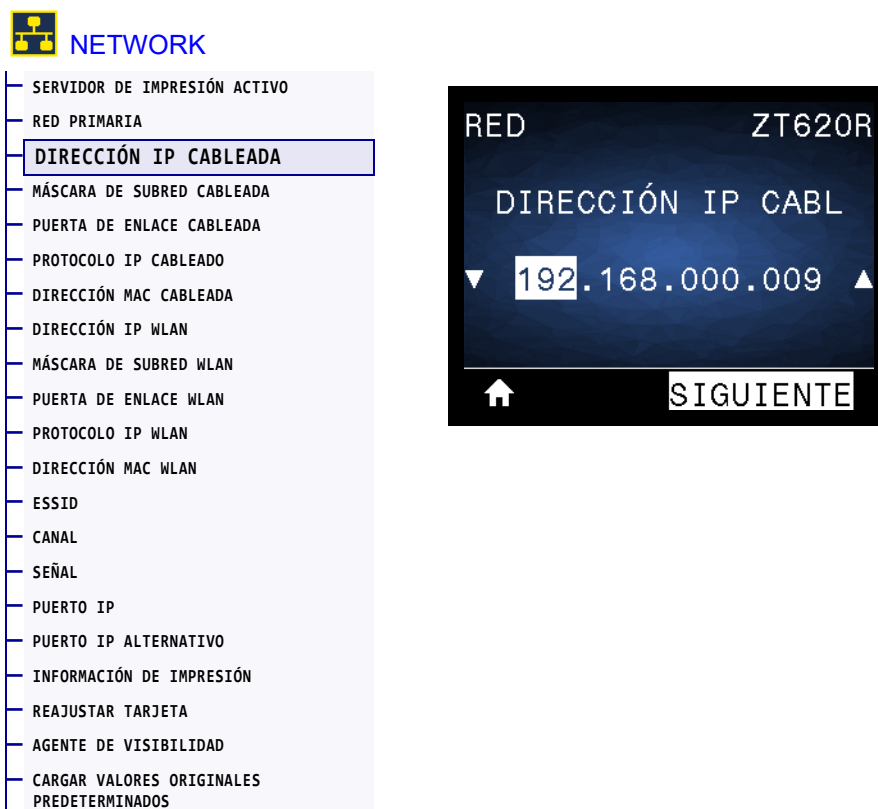 NETWORK
SERVIDOR DE IMPRESIÓN ACTIVO
RED PRIMARIA
DIRECCIÓN IP CABLEADA
MÁSCARA DE SUBRED CABLEADA
PUERTA DE ENLACE CABLEADA
PROTOCOLO IP CABLEADO
DIRECCIÓN MAC CABLEADA
DIRECCIÓN IP WLAN
MÁSCARA DE SUBRED WLAN
PUERTA DE ENLACE WLAN
PROTOCOLO IP WLAN
DIRECCIÓN MAC WLAN
ESSID
CANAL
SEÑAL
PUERTO IP
PUERTO IP ALTERNATIVO
INFORMACIÓN DE IMPRESIÓN
REAJUSTAR TARJETA
AGENTE DE VISIBILIDAD
CARGAR VALORES ORIGINALES
PREDETERMINADOS
RED ZT620R
DIRECCIÓN IP CABL
192.168.000.009
SIGUIENTE